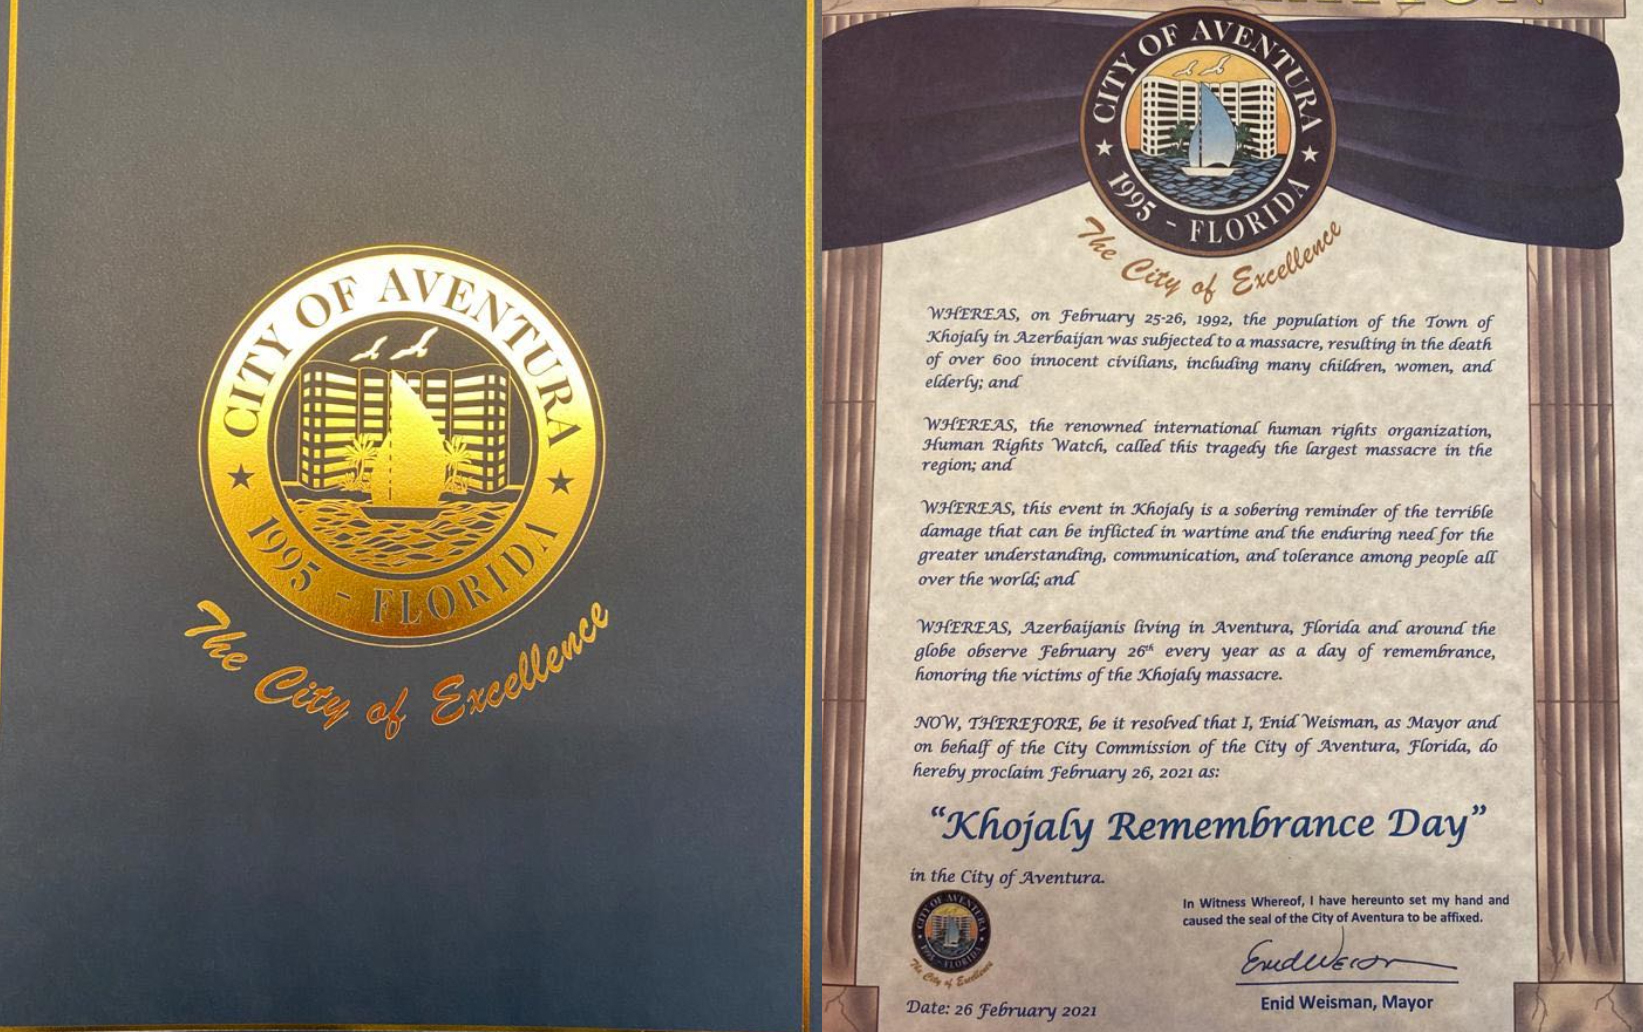 CITY OF AVENTURA
1995 - FLORIDA
The City of Excellence
CITY OF AVENTURA
1995 - FLORIDA
The City of Excellence
WHEREAS, on February 25-26, 1992, the population of the Town of
Khojaly in Azerbaijan was subjected to a massacre, resulting in the death
of over 600 innocent civilians, including many children, women, and
elderly; and
WHEREAS, the renowned international human rights organization,
Human Rights Watch, called this tragedy the largest massacre in the
region; and
WHEREAS, this event in Khojaly is a sobering reminder of the terrible
damage that can be inflicted in wartime and the enduring need for the
greater understanding, communication, and tolerance among people all
over the world; and
WHEREAS, Azerbaijanis living in Aventura, Florida and around the
globe observe February 26th every year as a day of remembrance,
honoring the victims of the Khojaly massacre.
NOW, THEREFORE, be it resolved that I, Enid Weisman, as Mayor and
on behalf of the City Commission of the City of Aventura, Florida, do
hereby proclaim February 26, 2021 as:
"Khojaly Remembrance Day"
in the City of Aventura.
CITY OF AVENTURA
1995 - FLORIDA
The City of Excellence
Date: 26 February 2021
In Witness Whereof, I have hereunto set my hand and
caused the seal of the City of Aventura to be affixed.
Enid Weisman, Mayor